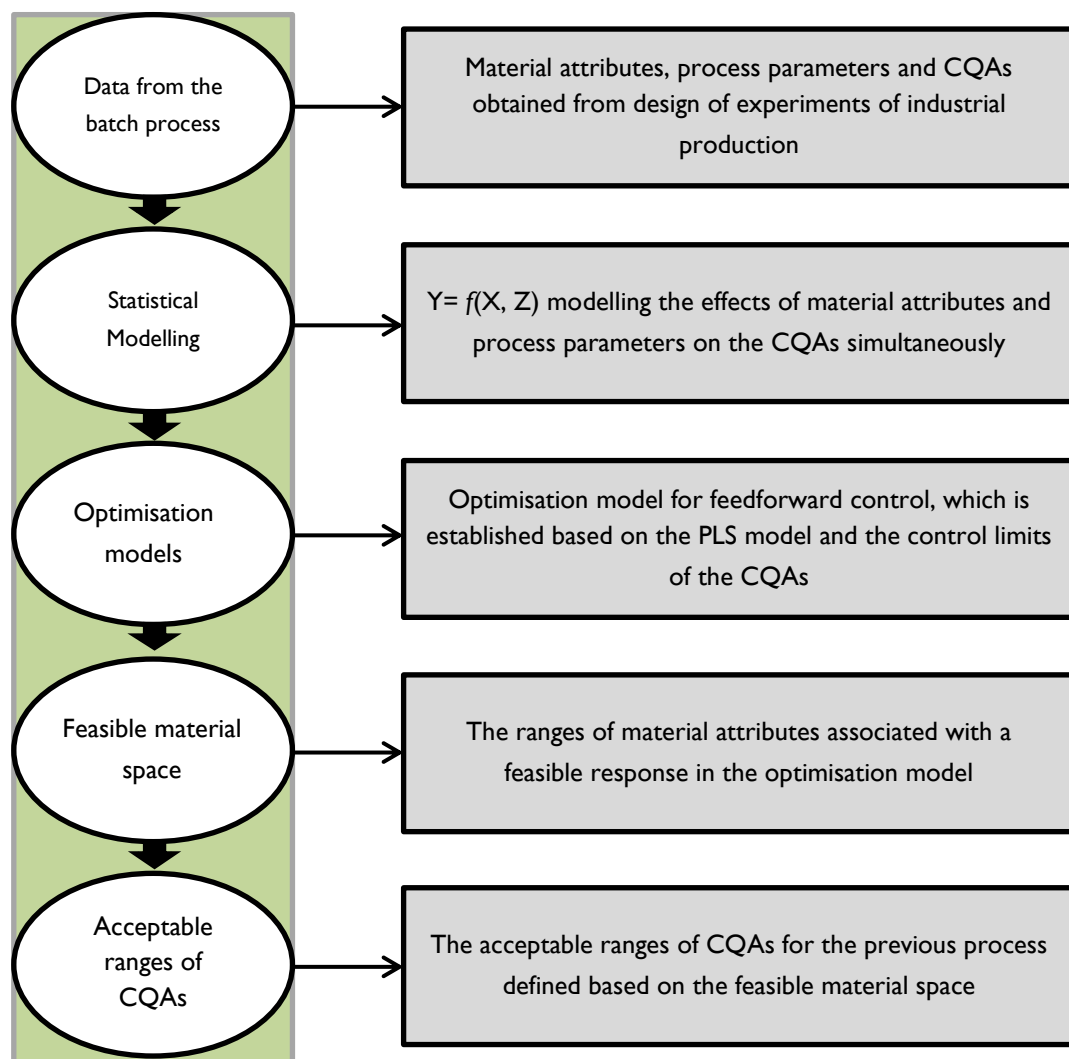 Data from the
batch process
Material attributes, process parameters and CQAs
obtained from design of experiments of industrial
production
Statistical
Modelling
Y= f(X, Z) modelling the effects of material attributes and
process parameters on the CQAs simultaneously
Optimisation
models
Optimisation model for feedforward control, which is
established based on the PLS model and the control limits
of the CQAs
Feasible material
space
The ranges of material attributes associated with a
feasible response in the optimisation model
Acceptable
ranges of
CQAs
The acceptable ranges of CQAs for the previous process
defined based on the feasible material space